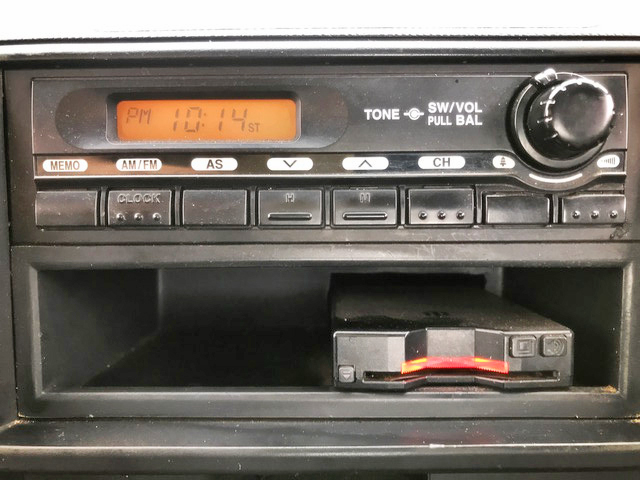 PM 10:14 ST
TONE SW/VOL
PULL BAL
MEMO AM/FM AS CH
CLOCK H M